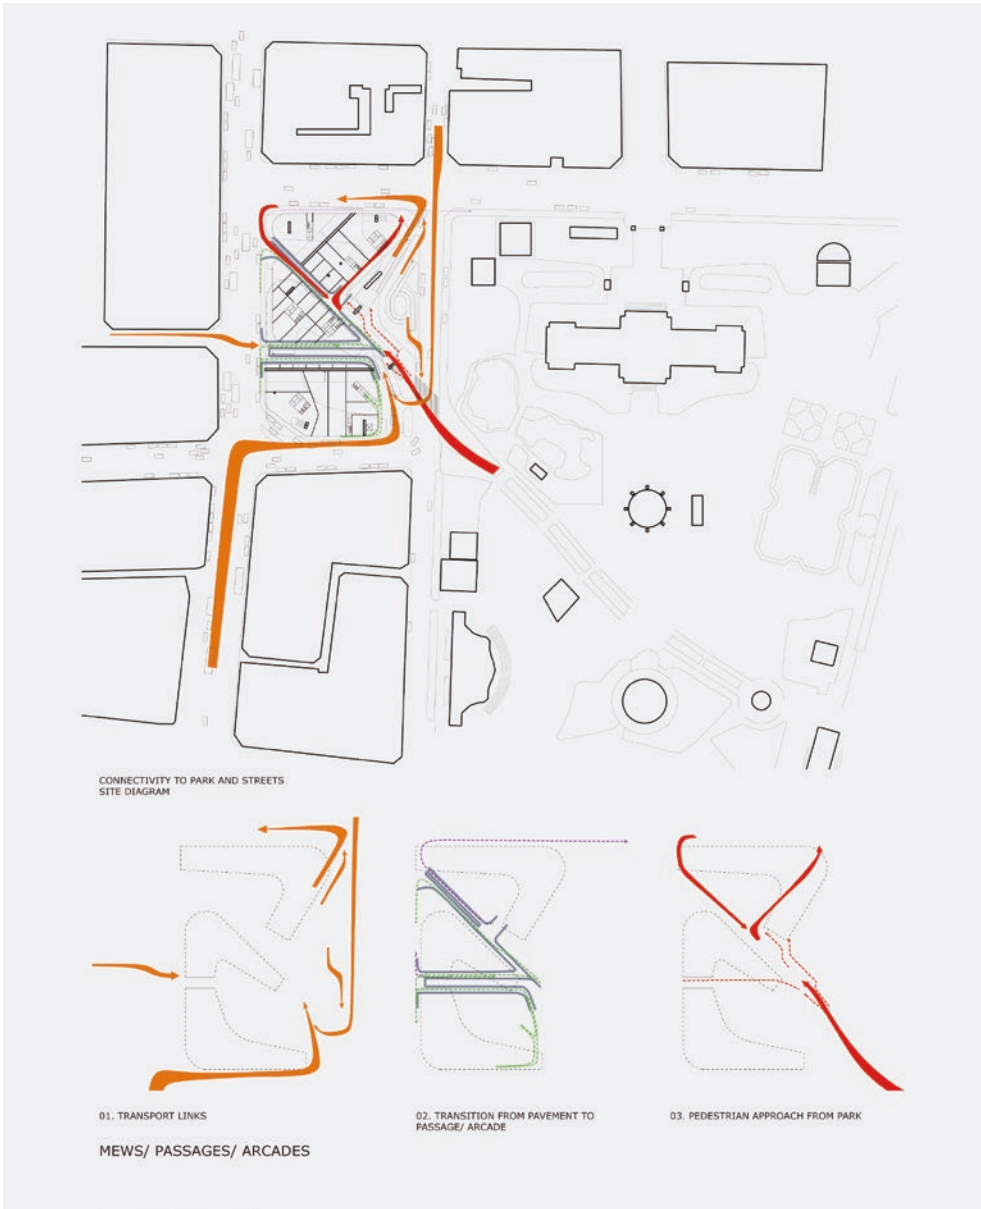 CONNECTIVITY TO PARK AND STREETS
SITE DIAGRAM
01. TRANSPORT LINKS
02. TRANSITION FROM PAVEMENT TO
PASSAGE/ ARCADE
03. PEDESTRIAN APPROACH FROM PARK
MEWS/ PASSAGES/ ARCADES